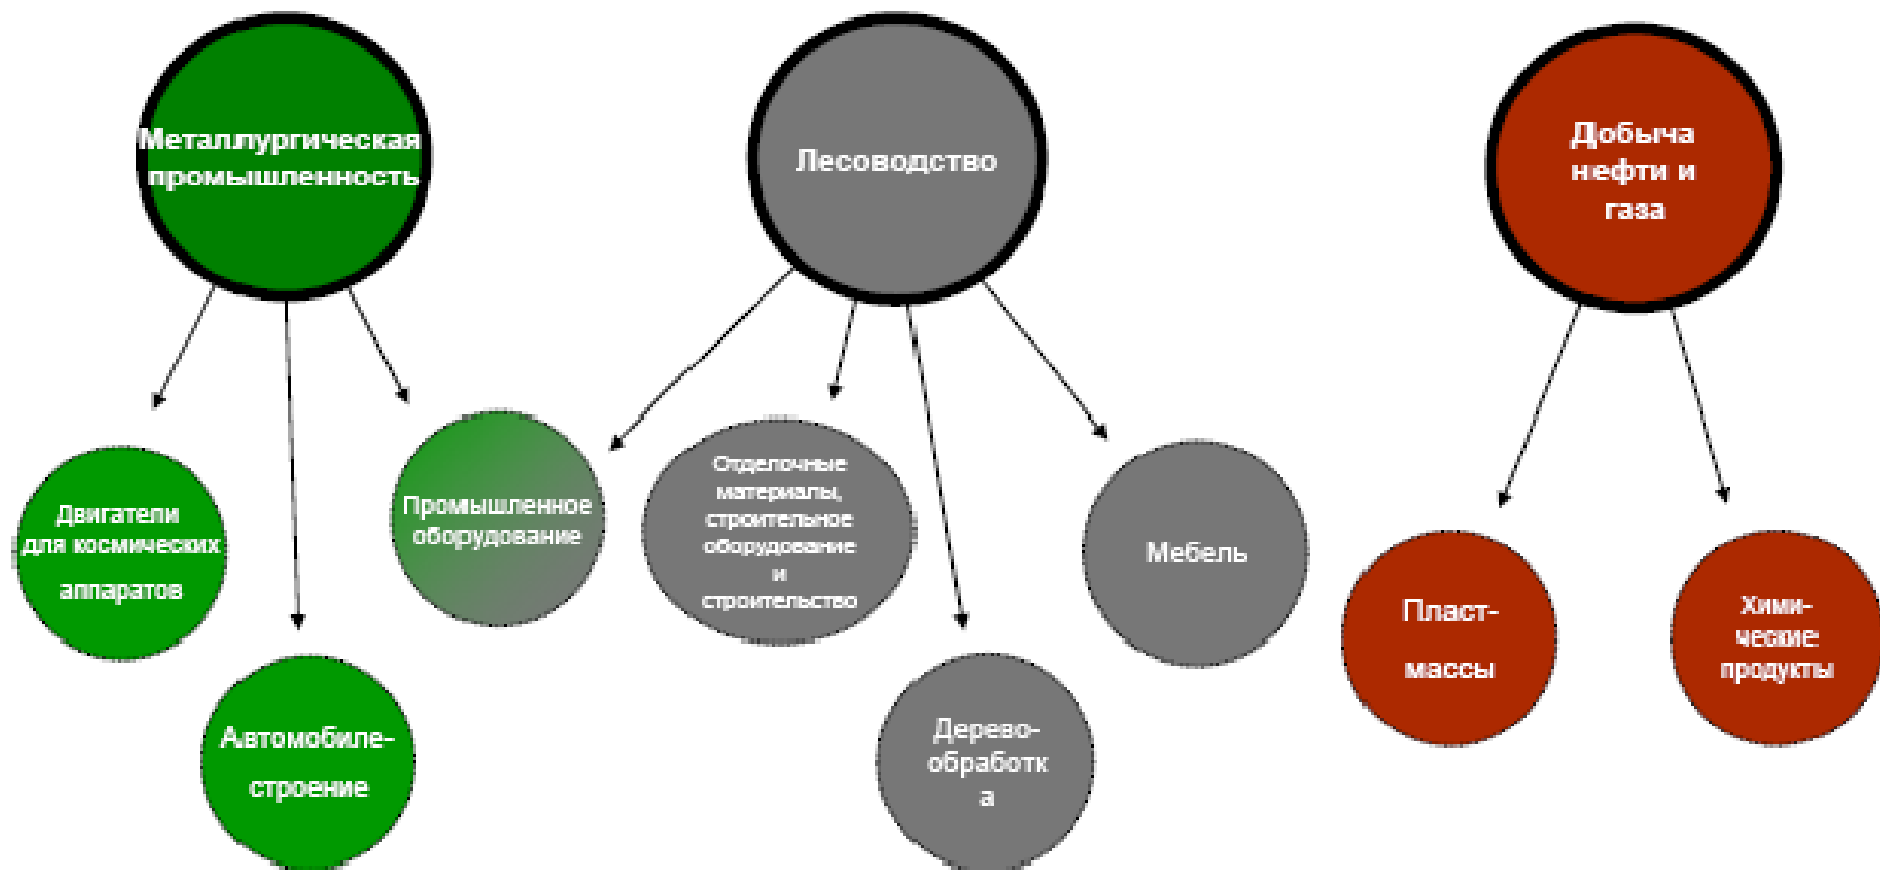 Металлургическая
промышленность
Лесоводство
Добыча
нефти и
газа
Двигатели
для космических
аппаратов
Промышленное
оборудование
Отделочные
материалы,
строительное
оборудование
и
строительство
Мебель
Пласт-
массы
Хими-
ческие
продукты
Автомобиле-
строение
Дерево-
обработк
а